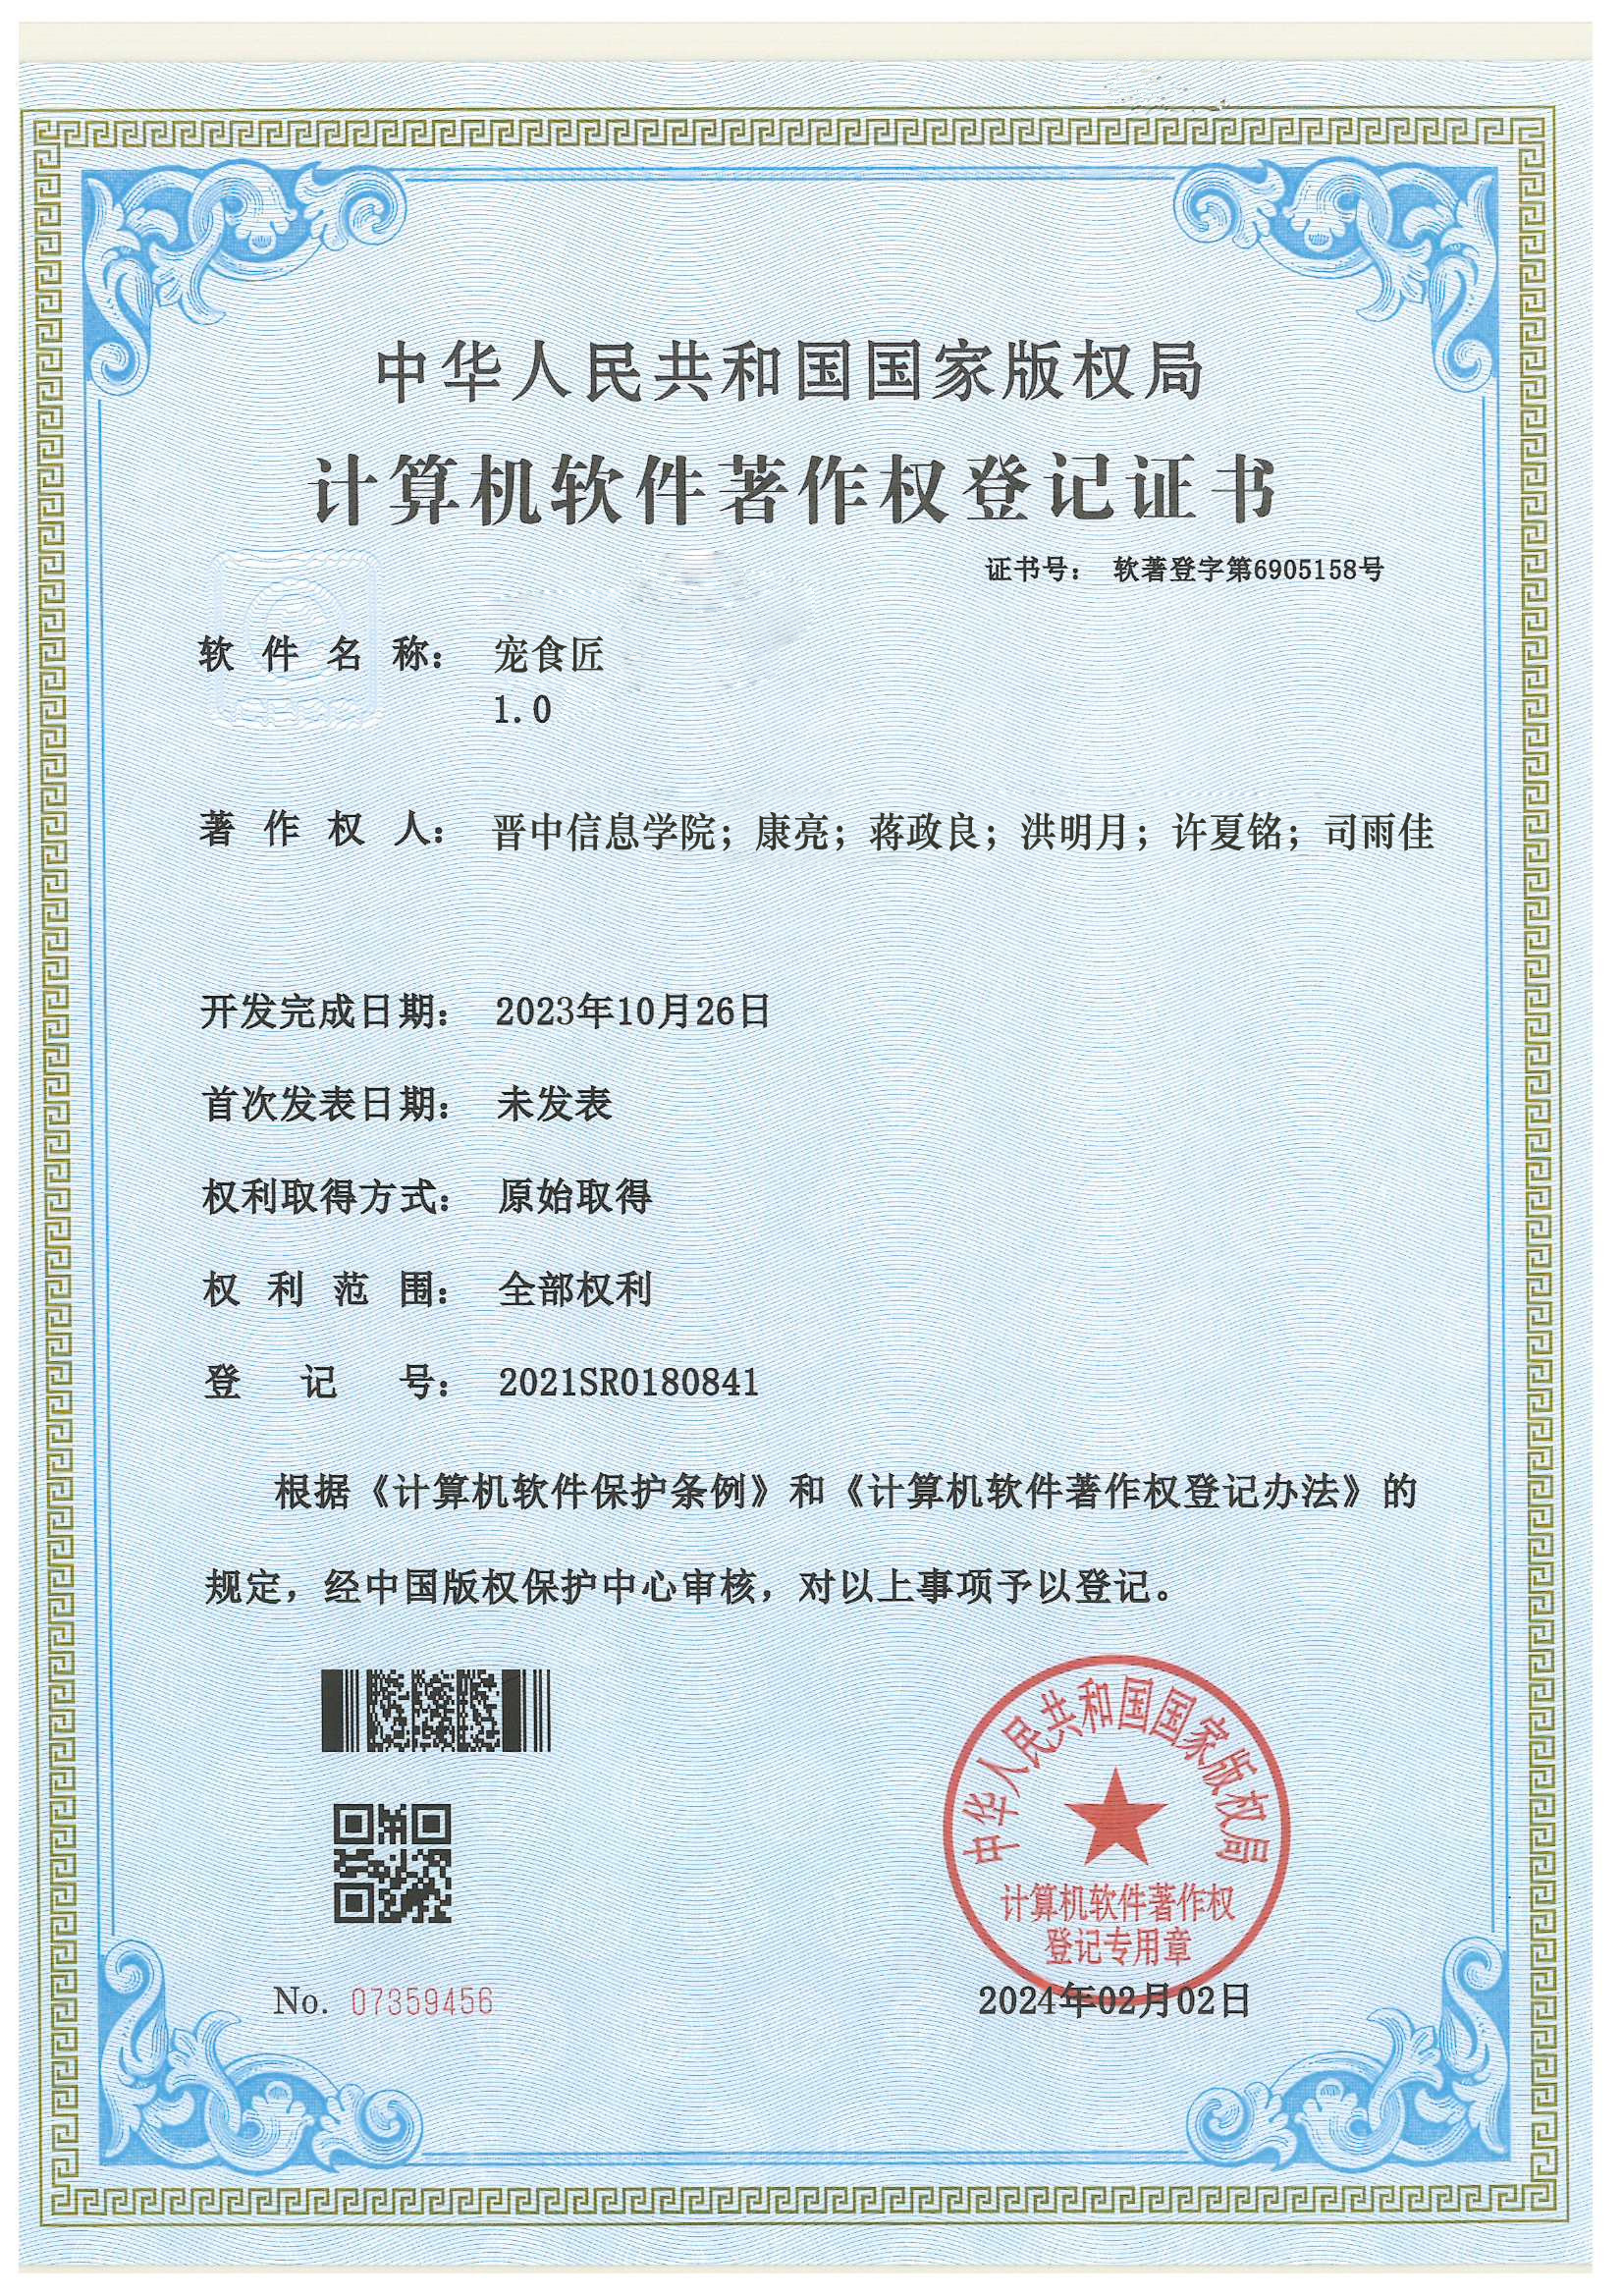 中华人民共和国国家版权局
计算机软件著作权登记证书
证书号： 软著登字第6905158号
软件名称： 宠食匠
1.0
著作权人： 晋中信息学院；康亮；蒋政良；洪明月；许夏铭；司雨佳
开发完成日期： 2023年10月26日
首次发表日期： 未发表
权利取得方式： 原始取得
权利范围： 全部权利
登记号： 2021SR0180841
根据《计算机软件保护条例》和《计算机软件著作权登记办法》的
规定，经中国版权保护中心审核，对以上事项予以登记。
中华人民共和国国家版权局
计算机软件著作权
登记专用章
No. 07359456
2024年02月02日